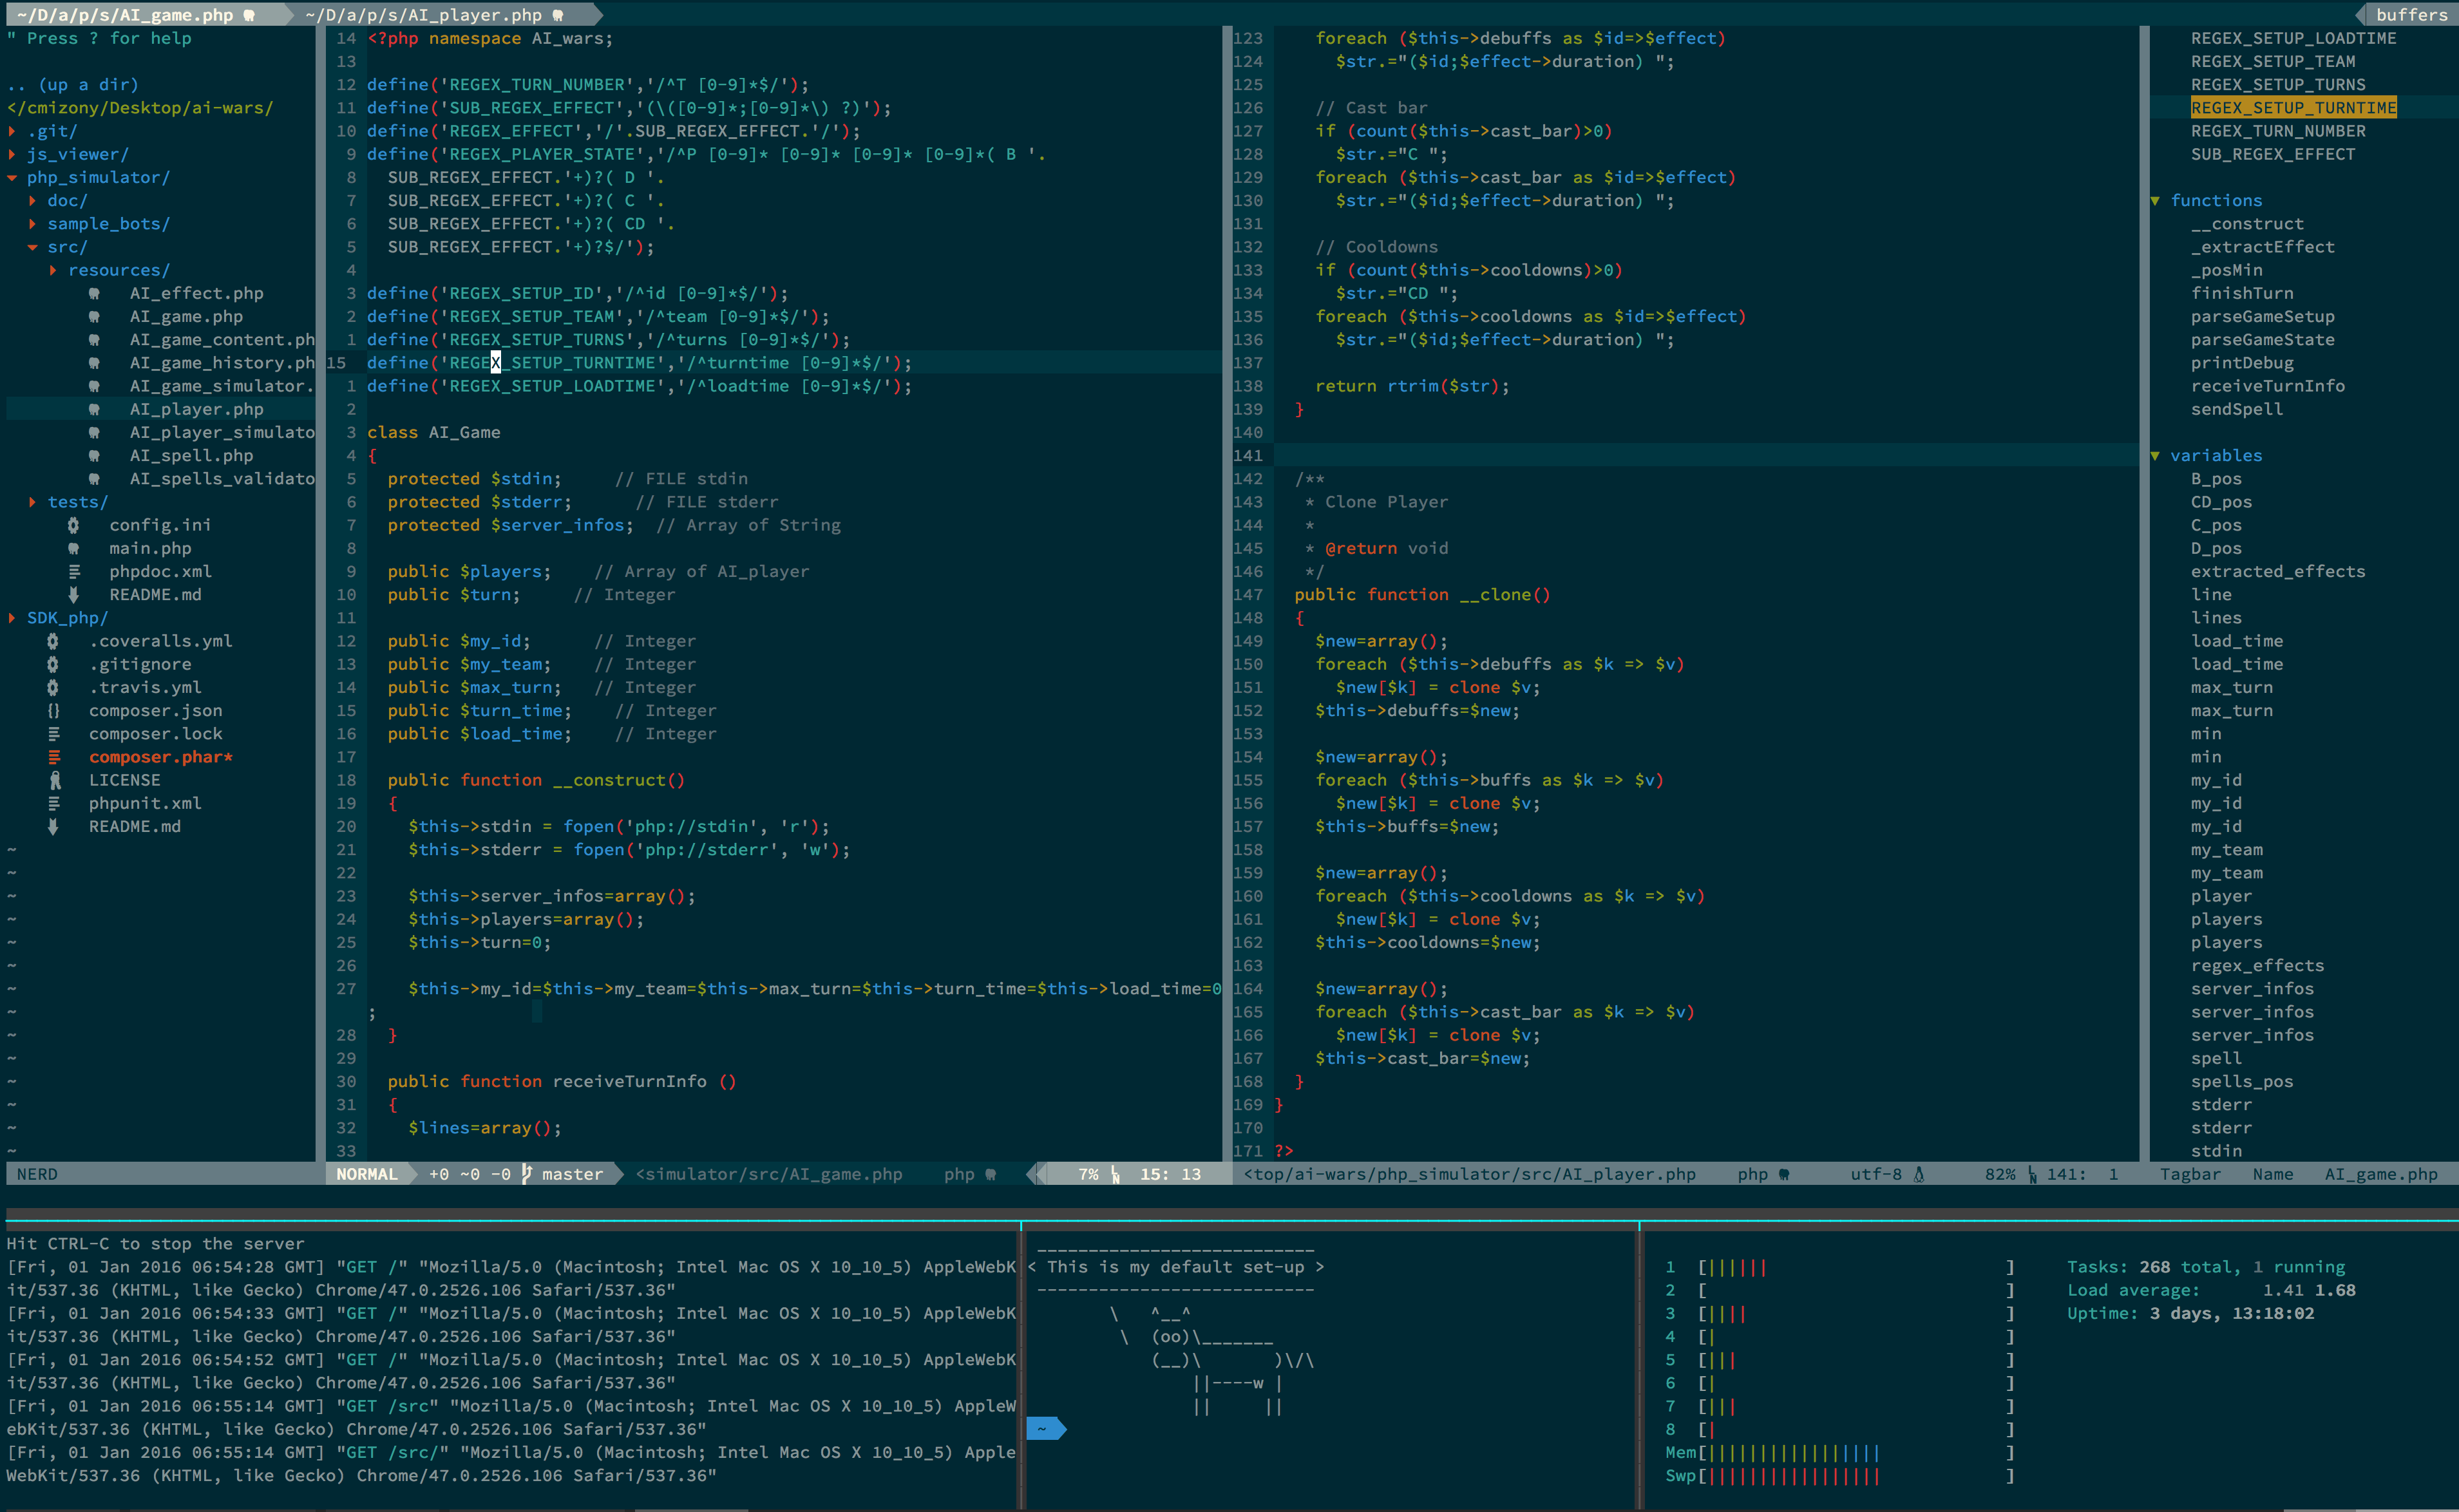 ~/D/a/p/s/AI_game.php
~/D/a/p/s/AI_player.php
buffers
" Press ? for help
.. (up a dir)
</cmizony/Desktop/ai-wars/
.git/
js_viewer/
php_simulator/
doc/
sample_bots/
src/
resources/
AI_effect.php
AI_game.php
AI_game_content.ph
AI_game_history.ph
AI_game_simulator.
AI_player.php
AI_player_simulato
AI_spell.php
AI_spells_validato
tests/
config.ini
main.php
phpdoc.xml
README.md
SDK_php/
.coveralls.yml
.gitignore
.travis.yml
{} composer.json
composer.lock
composer.phar*
LICENSE
phpunit.xml
README.md
~
~
~
~
~
~
~
~
~
~
~
~
~
~
NERD
14 <?php namespace AI_wars;
13
12 define('REGEX_TURN_NUMBER','/^T [0-9]*$/');
11 define('SUB_REGEX_EFFECT','(\([0-9]*;[0-9]*\) ?)');
10 define('REGEX_EFFECT','/'.SUB_REGEX_EFFECT.'/');
9 define('REGEX_PLAYER_STATE','/^P [0-9]* [0-9]* [0-9]* [0-9]*( B '.
8 SUB_REGEX_EFFECT.'+)?( D '.
7 SUB_REGEX_EFFECT.'+)?( C '.
6 SUB_REGEX_EFFECT.'+)?( CD '.
5 SUB_REGEX_EFFECT.'+)?$/');
4
3 define('REGEX_SETUP_ID','/^id [0-9]*$/');
2 define('REGEX_SETUP_TEAM','/^team [0-9]*$/');
1 define('REGEX_SETUP_TURNS','/^turns [0-9]*$/');
15 define('REGEX_SETUP_TURNTIME','/^turntime [0-9]*$/');
1 define('REGEX_SETUP_LOADTIME','/^loadtime [0-9]*$/');
2
3 class AI_Game
4 {
5 protected $stdin; // FILE stdin
6 protected $stderr; // FILE stderr
7 protected $server_infos; // Array of String
8
9 public $players; // Array of AI_player
10 public $turn; // Integer
11
12 public $my_id; // Integer
13 public $my_team; // Integer
14 public $max_turn; // Integer
15 public $turn_time; // Integer
16 public $load_time; // Integer
17
18 public function __construct()
19 {
20 $this->stdin = fopen('php://stdin', 'r');
21 $this->stderr = fopen('php://stderr', 'w');
22
23 $this->server_infos=array();
24 $this->players=array();
25 $this->turn=0;
26
27 $this->my_id=$this->my_team=$this->max_turn=$this->turn_time=$this->load_time=0
;
28 }
29
30 public function receiveTurnInfo ()
31 {
32 $lines=array();
33
NORMAL +0 ~0 -0 master <simulator/src/AI_game.php php 7% 15: 13
123 foreach ($this->debuffs as $id=>$effect)
124 $str.="($id;$effect->duration) ";
125
126 // Cast bar
127 if (count($this->cast_bar)>0)
128 $str.="C ";
129 foreach ($this->cast_bar as $id=>$effect)
130 $str.="($id;$effect->duration) ";
131
132 // Cooldowns
133 if (count($this->cooldowns)>0)
134 $str.="CD ";
135 foreach ($this->cooldowns as $id=>$effect)
136 $str.="($id;$effect->duration) ";
137
138 return rtrim($str);
139 }
140
141
142 /**
143 * Clone Player
144 *
145 * @return void
146 */
147 public function __clone()
148 {
149 $new=array();
150 foreach ($this->debuffs as $k => $v)
151 $new[$k] = clone $v;
152 $this->debuffs=$new;
153
154 $new=array();
155 foreach ($this->buffs as $k => $v)
156 $new[$k] = clone $v;
157 $this->buffs=$new;
158
159 $new=array();
160 foreach ($this->cooldowns as $k => $v)
161 $new[$k] = clone $v;
162 $this->cooldowns=$new;
163
164 $new=array();
165 foreach ($this->cast_bar as $k => $v)
166 $new[$k] = clone $v;
167 $this->cast_bar=$new;
168 }
169 }
170
171 ?>
<top/ai-wars/php_simulator/src/AI_player.php php utf-8 82% 141: 1
REGEX_SETUP_LOADTIME
REGEX_SETUP_TEAM
REGEX_SETUP_TURNS
REGEX_SETUP_TURNTIME
REGEX_TURN_NUMBER
SUB_REGEX_EFFECT
functions
__construct
_extractEffect
_posMin
finishTurn
parseGameSetup
parseGameState
printDebug
receiveTurnInfo
sendSpell
variables
B_pos
CD_pos
C_pos
D_pos
extracted_effects
line
lines
load_time
load_time
max_turn
max_turn
min
min
my_id
my_id
my_id
my_team
my_team
player
players
players
regex_effects
server_infos
server_infos
server_infos
spell
spells_pos
stderr
stderr
stdin
Tagbar Name AI_game.php
Hit CTRL-C to stop the server
[Fri, 01 Jan 2016 06:54:28 GMT] "GET /" "Mozilla/5.0 (Macintosh; Intel Mac OS X 10_10_5) AppleWebK
it/537.36 (KHTML, like Gecko) Chrome/47.0.2526.106 Safari/537.36"
[Fri, 01 Jan 2016 06:54:33 GMT] "GET /" "Mozilla/5.0 (Macintosh; Intel Mac OS X 10_10_5) AppleWebK
it/537.36 (KHTML, like Gecko) Chrome/47.0.2526.106 Safari/537.36"
[Fri, 01 Jan 2016 06:54:52 GMT] "GET /" "Mozilla/5.0 (Macintosh; Intel Mac OS X 10_10_5) AppleWebK
it/537.36 (KHTML, like Gecko) Chrome/47.0.2526.106 Safari/537.36"
[Fri, 01 Jan 2016 06:55:14 GMT] "GET /src" "Mozilla/5.0 (Macintosh; Intel Mac OS X 10_10_5) AppleW
ebKit/537.36 (KHTML, like Gecko) Chrome/47.0.2526.106 Safari/537.36"
[Fri, 01 Jan 2016 06:55:14 GMT] "GET /src/" "Mozilla/5.0 (Macintosh; Intel Mac OS X 10_10_5) Apple
WebKit/537.36 (KHTML, like Gecko) Chrome/47.0.2526.106 Safari/537.36"
___________________________
< This is my default set-up >
---------------------------
\   ^__^
\  (oo)\_______
(__)\       )\/\
||----w |
||     ||
~
1 [|||||| ]
2 [ ]
3 [|||| ]
4 [| ]
5 [||| ]
6 [| ]
7 [||| ]
8 [| ]
Mem[||||||||||||||||| ]
Swp[||||||||||||||||| ]
Tasks: 268 total, 1 running
Load average: 1.41 1.68
Uptime: 3 days, 13:18:02